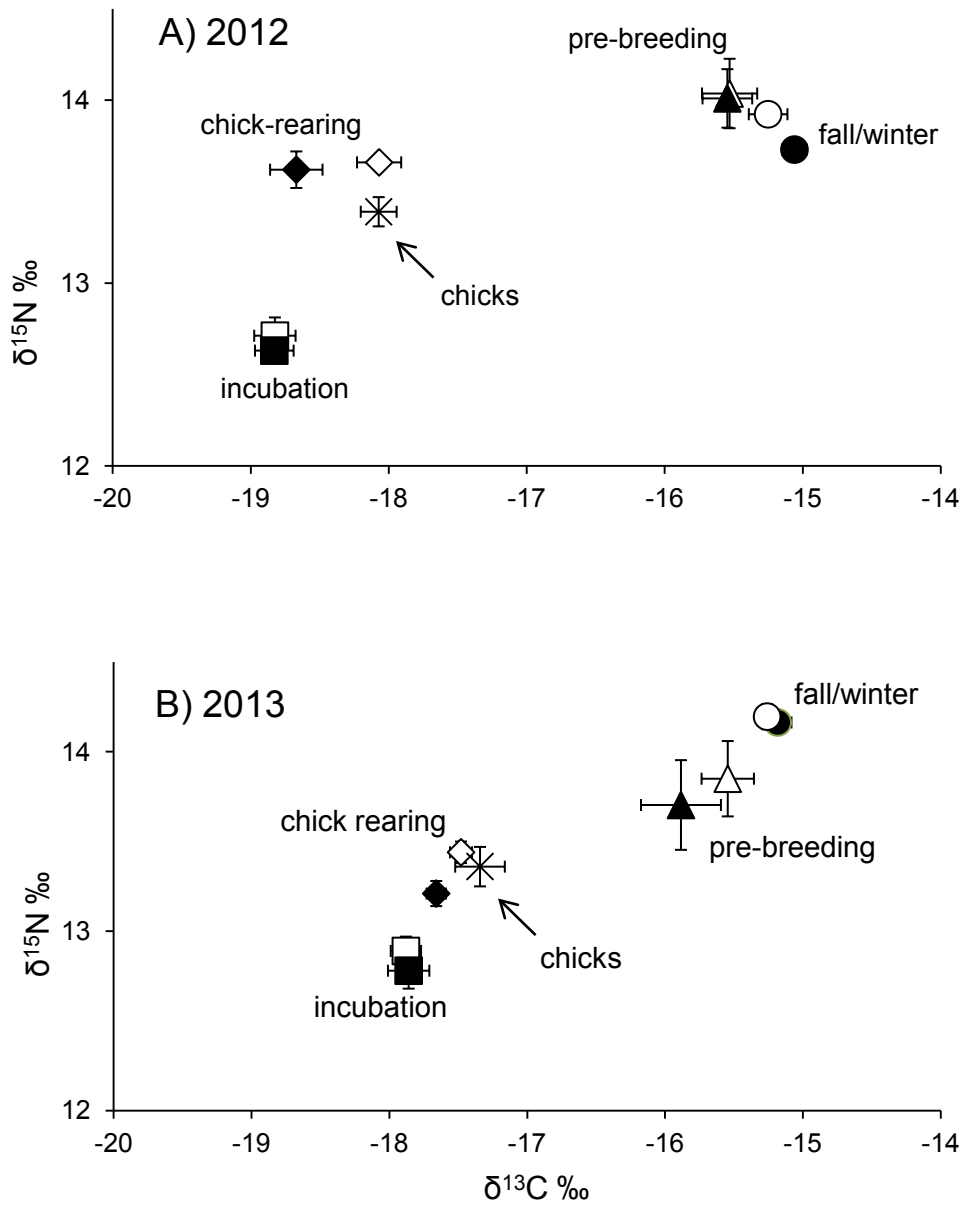 A) 2012
pre-breeding
14
chick-rearing
fall/winter
13
chicks
δ¹⁵N ‰
incubation
12
-20 -19 -18 -17 -16 -15 -14
B) 2013
fall/winter
14
chick rearing
pre-breeding
13
chicks
δ¹⁵N ‰
incubation
12
-20 -19 -18 -17 -16 -15 -14
δ¹³C ‰